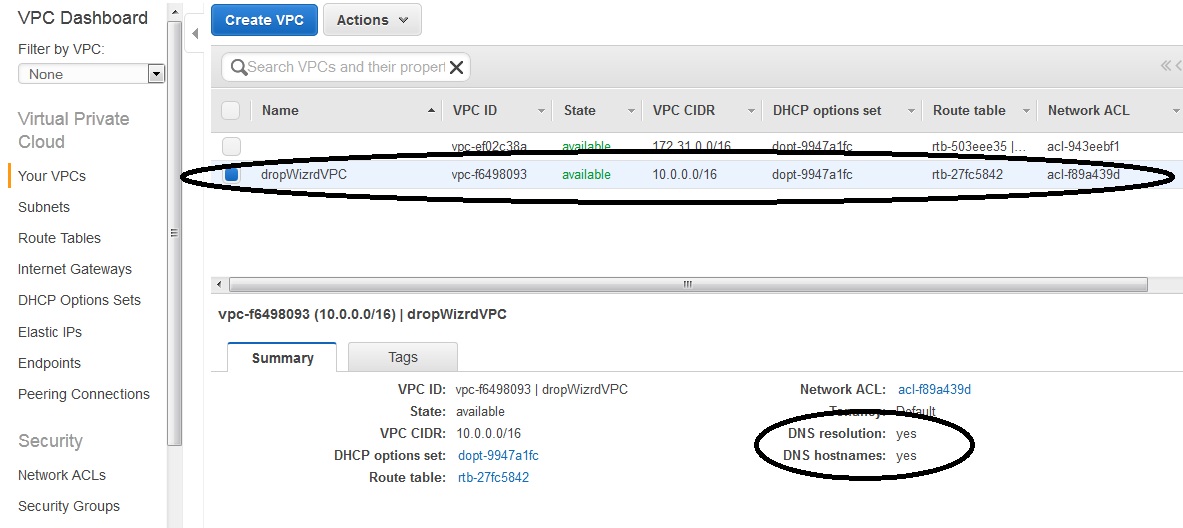 VPC Dashboard
Filter by VPC:
None
Virtual Private
Cloud
Your VPCs
Subnets
Route Tables
Internet Gateways
DHCP Options Sets
Elastic IPs
Endpoints
Peering Connections
Security
Network ACLs
Security Groups
Create VPC Actions
Search VPCs and their propert
Name VPC ID State VPC CIDR DHCP options set Route table Network ACL
vpc-ef02c38a available 172.31.0.0/16 dopt-9947a1fc rtb-503eee35 |... acl-943eebf1
dropWizrdVPC vpc-f6498093 available 10.0.0.0/16 dopt-9947a1fc rtb-27fc5842 acl-f89a439d
vpc-f6498093 (10.0.0.0/16) | dropWizrdVPC
Summary Tags
VPC ID: vpc-f6498093 | dropWizrdVPC
State: available
VPC CIDR: 10.0.0.0/16
DHCP options set: dopt-9947a1fc
Route table: rtb-27fc5842
Network ACL: acl-f89a439d
Tenancy: Default
DNS resolution: yes
DNS hostnames: yes